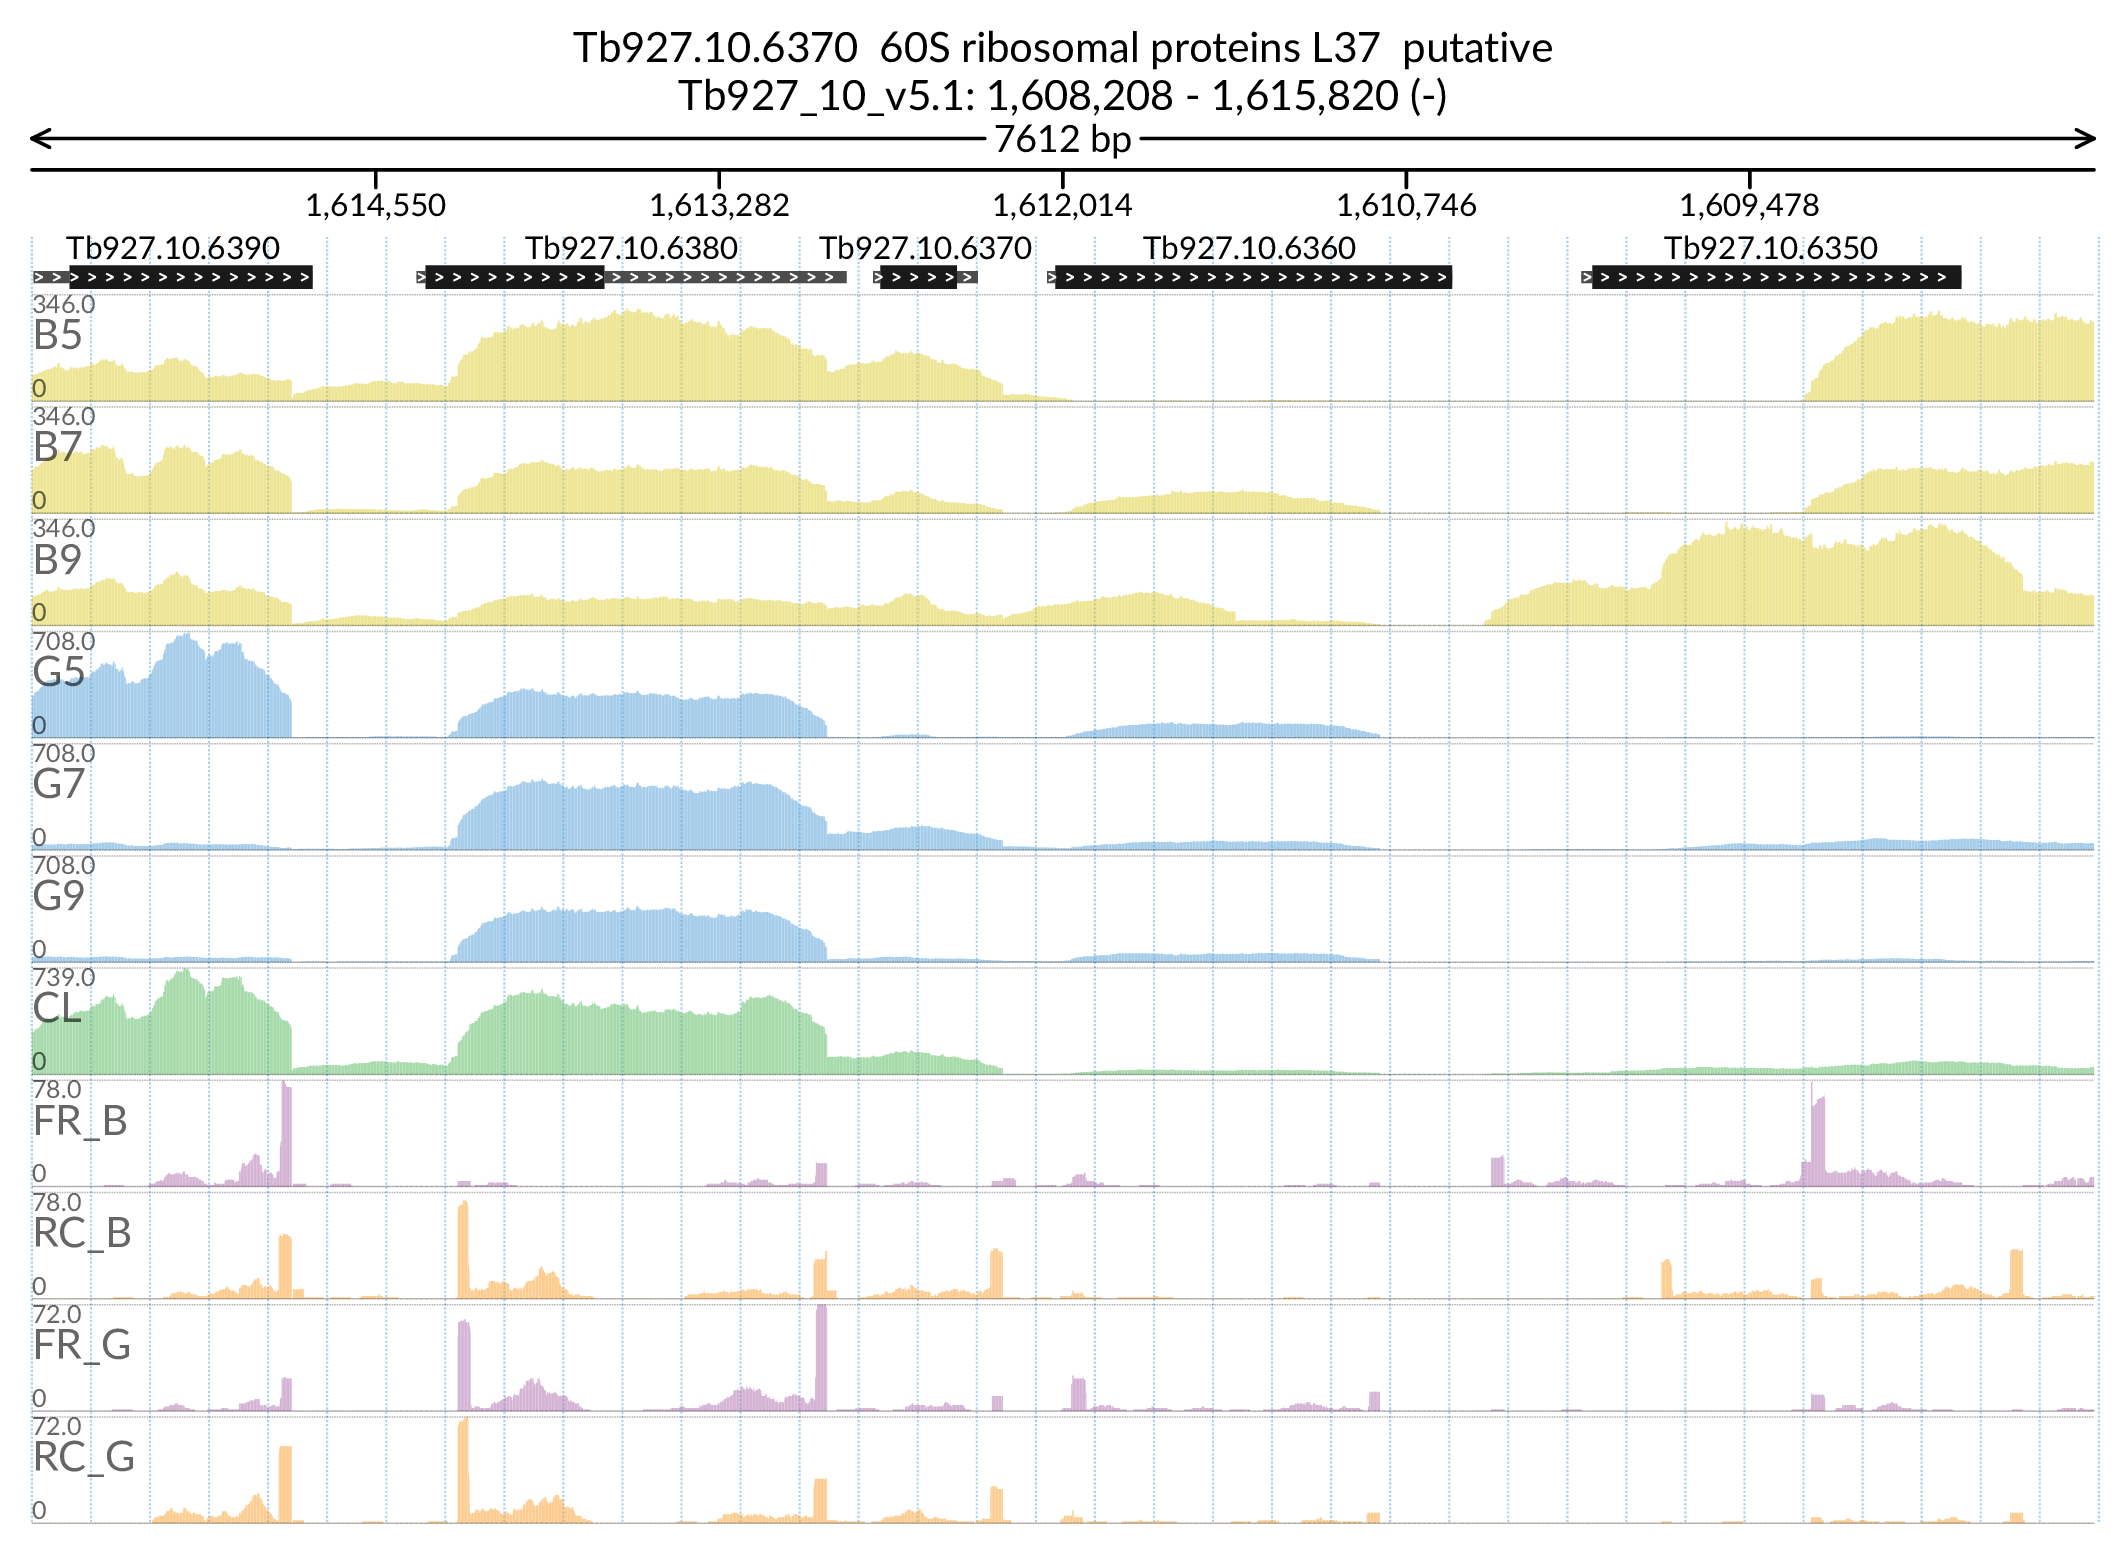 Tb927.10.6370  60S ribosomal proteins L37  putative
Tb927_10_v5.1: 1,608,208 - 1,615,820 (-)
7612 bp
1,614,550 1,613,282 1,612,014 1,610,746 1,609,478
Tb927.10.6390 Tb927.10.6380 Tb927.10.6370 Tb927.10.6360 Tb927.10.6350
346.0
B5
0
346.0
B7
0
346.0
B9
0
708.0
G5
0
708.0
G7
0
708.0
G9
0
739.0
CL
0
78.0
FR_B
0
78.0
RC_B
0
72.0
FR_G
0
72.0
RC_G
0